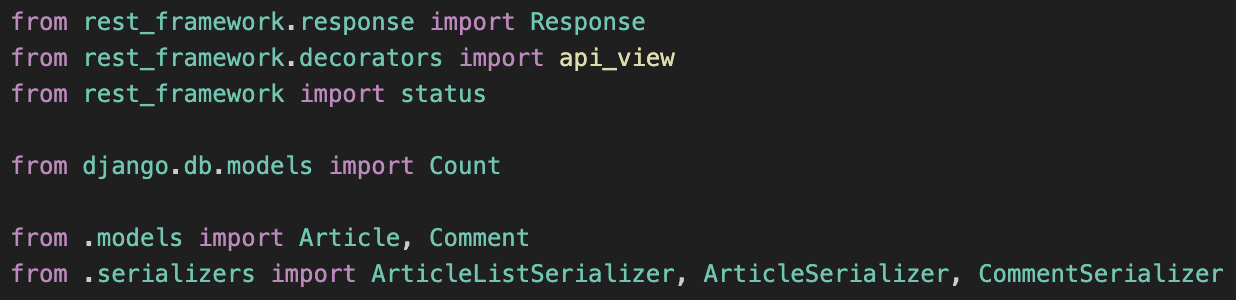 from rest_framework.response import Response
from rest_framework.decorators import api_view
from rest_framework import status
from django.db.models import Count
from .models import Article, Comment
from .serializers import ArticleListSerializer, ArticleSerializer, CommentSerializer